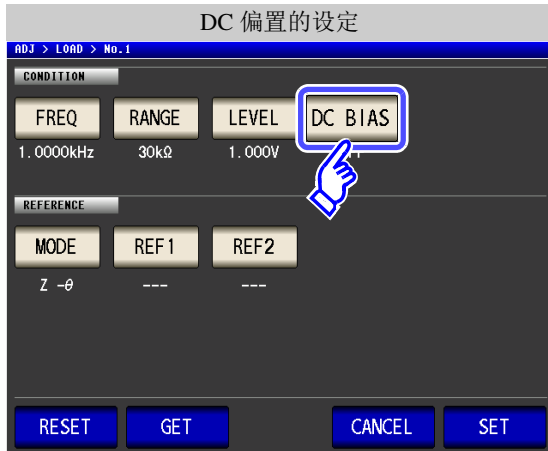 DC 偏置的设定
ADJ > LOAD > No.1
CONDITION
FREQ RANGE LEVEL DC BIAS
1.0000kHz 30kΩ 1.000V
REFERENCE
MODE REF1 REF2
Z -θ --- ---
RESET GET CANCEL SET